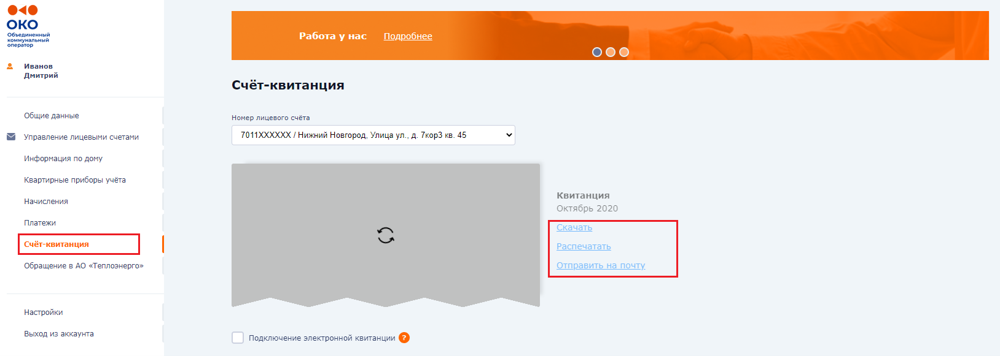 ОКО
Объединенный
коммунальный
оператор
Иванов
Дмитрий
Общие данные
Управление лицевыми счетами
Информация по дому
Квартирные приборы учёта
Начисления
Платежи
Счёт-квитанция
Обращение в АО «Теплоэнерго»
Настройки
Выход из аккаунта
Работа у нас Подробнее
Счёт-квитанция
Номер лицевого счёта
7011XXXXXX / Нижний Новгород, Улица ул., д. 7кор3 кв. 45
Квитанция
Октябрь 2020
Скачать
Распечатать
Отправить на почту
Подключение электронной квитанции ?